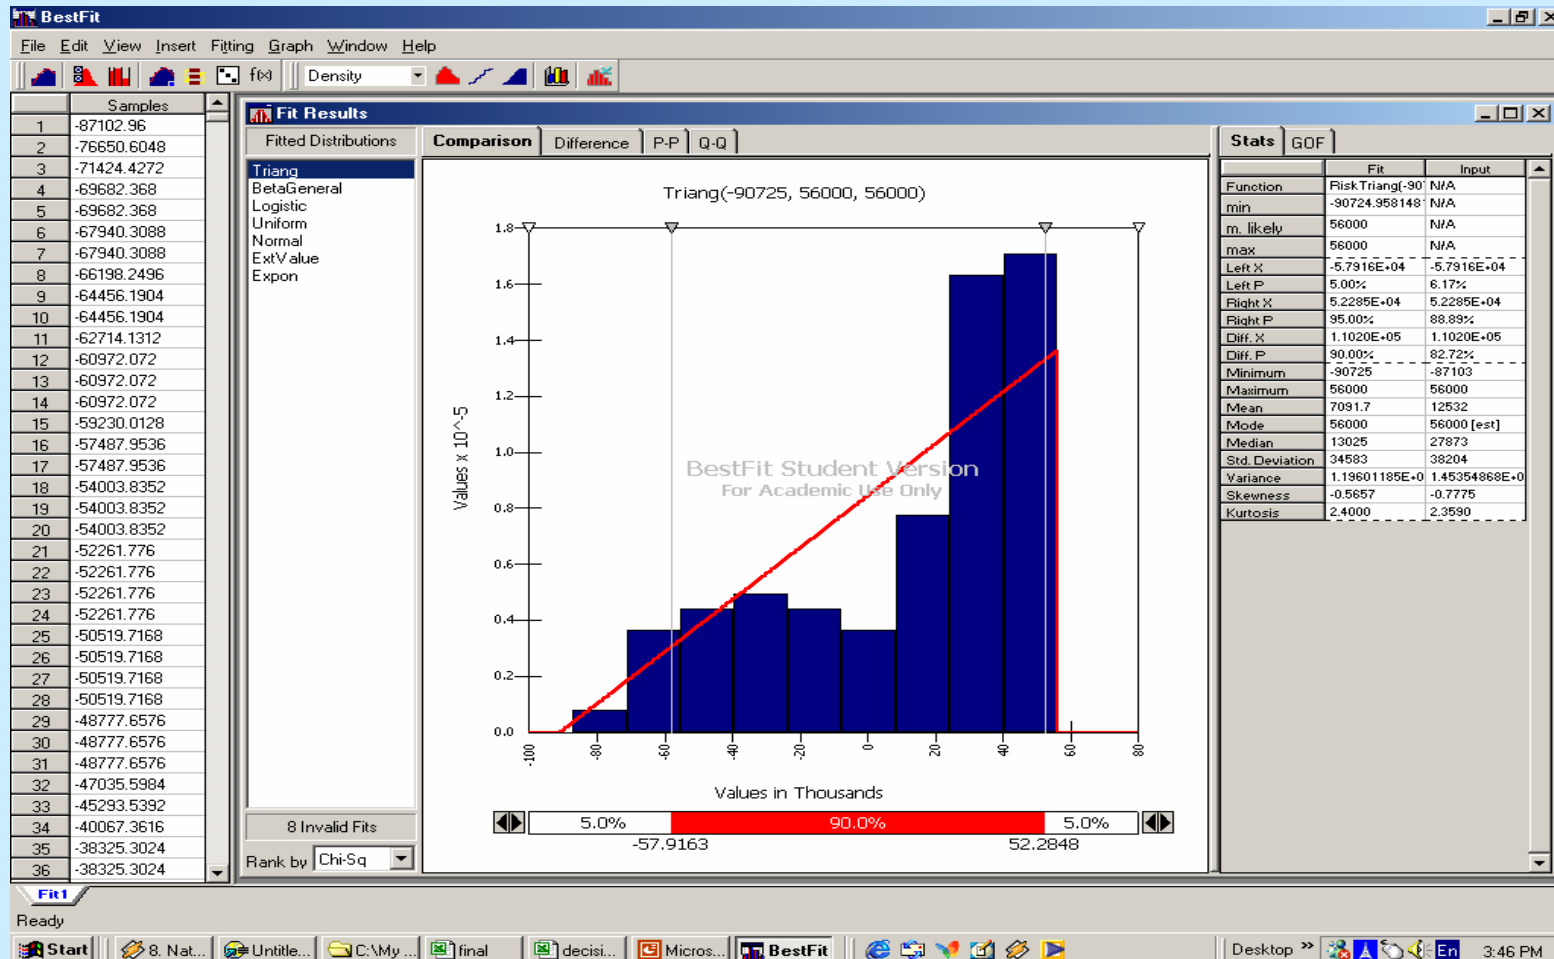 BestFit
File Edit View Insert Fitting Graph Window Help
f(x) Density
Samples
1 -87102.96
2 -76650.6048
3 -71424.4272
4 -69682.368
5 -69682.368
6 -67940.3088
7 -67940.3088
8 -66198.2496
9 -64456.1904
10 -64456.1904
11 -62714.1312
12 -60972.072
13 -60972.072
14 -60972.072
15 -59230.0128
16 -57487.9536
17 -57487.9536
18 -54003.8352
19 -54003.8352
20 -54003.8352
21 -52261.776
22 -52261.776
23 -52261.776
24 -52261.776
25 -50519.7168
26 -50519.7168
27 -50519.7168
28 -50519.7168
29 -48777.6576
30 -48777.6576
31 -48777.6576
32 -47035.5984
33 -45293.5392
34 -40067.3616
35 -38325.3024
36 -38325.3024
Fit Results
Fitted Distributions
Triang
BetaGeneral
Logistic
Uniform
Normal
ExtValue
Expon
8 Invalid Fits
Rank by Chi-Sq
Comparison Difference P-P Q-Q
Triang(-90725, 56000, 56000)
Values x 10^-5
1.8
1.6
1.4
1.2
1.0
0.8
0.6
0.4
0.2
0.0
BestFit Student Version
For Academic Use Only
-100 -80 -60 -40 -20 0 20 40 60 80
Values in Thousands
5.0% 90.0% 5.0%
-57.9163 52.2848
Stats GOF
Fit Input
Function RiskTriang(-90 N/A
min -90724.958148 N/A
m. likely 56000 N/A
max 56000 N/A
Left X -5.7916E+04 -5.7916E+04
Left P 5.00% 6.17%
Right X 5.2285E+04 5.2285E+04
Right P 95.00% 88.89%
Diff. X 1.1020E+05 1.1020E+05
Diff. P 90.00% 82.72%
Minimum -90725 -87103
Maximum 56000 56000
Mean 7091.7 12532
Mode 56000 56000 [est]
Median 13025 27873
Std. Deviation 34583 38204
Variance 1.19601185E+0 1.45354868E+0
Skewness -0.5657 -0.7775
Kurtosis 2.4000 2.3590
Fit1
Ready
Start 8. Nat... Untitle... C:\My ... final decisi... Micros... BestFit Desktop » En 3:46 PM